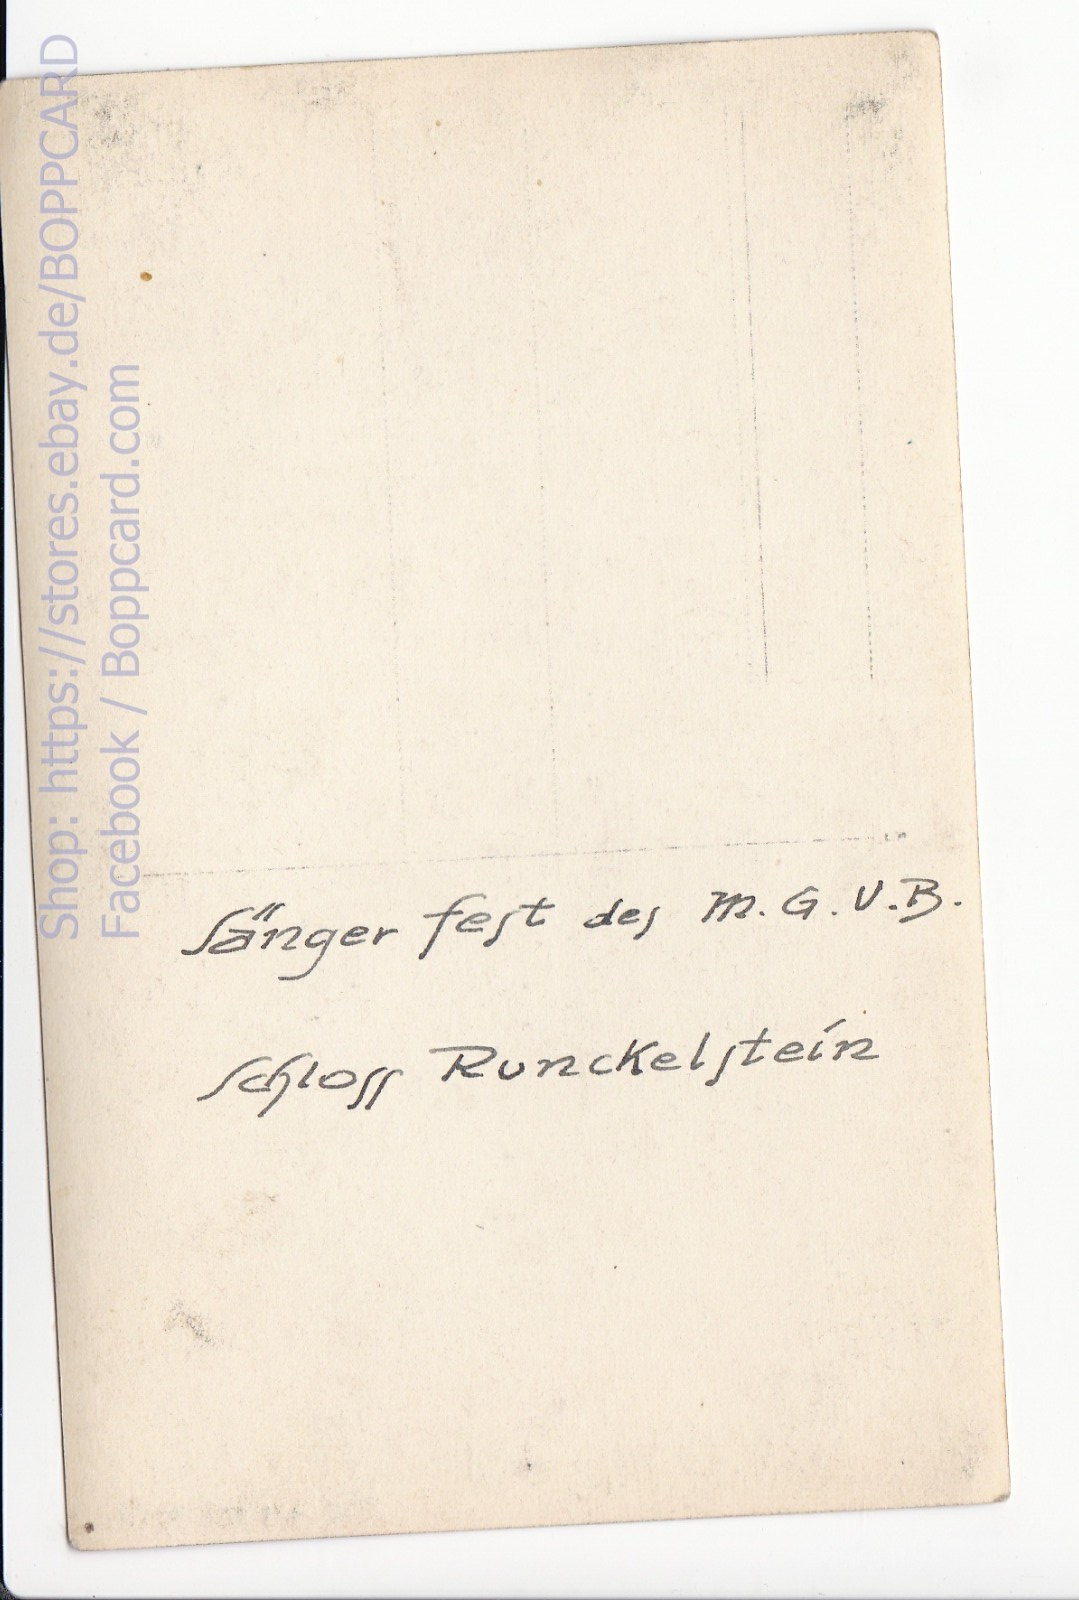 Shop: https://stores.ebay.de/BOPPCARD
Facebook / Boppcard.com
Sänger fest des M. G. V. B.
Schloss Runckelstein